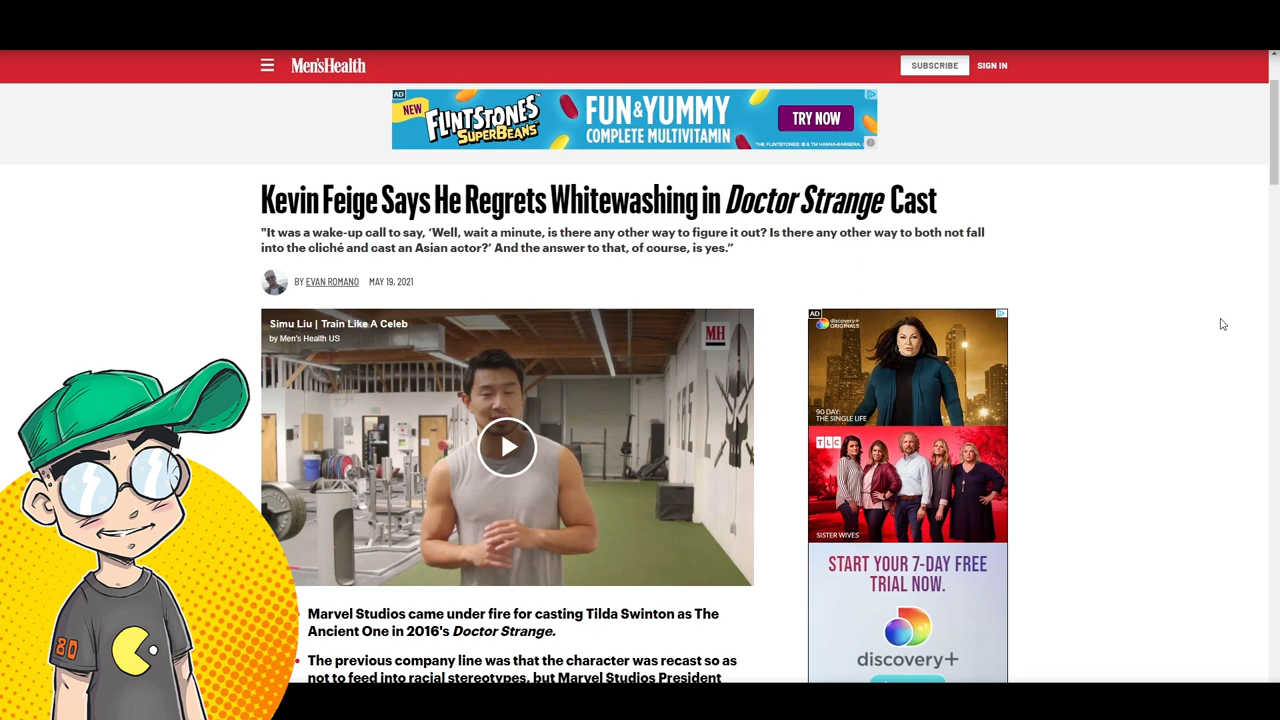 Men'sHealth
SUBSCRIBE
SIGN IN
AD
NEW
FLINTSTONES
SUPERBEANS
FUN & YUMMY
COMPLETE MULTIVITAMIN
TRY NOW
THE FLINTSTONES: © & TM HANNA-BARBERA.
Kevin Feige Says He Regrets Whitewashing in Doctor Strange Cast
"It was a wake-up call to say, ‘Well, wait a minute, is there any other way to figure it out? Is there any other way to both not fall
into the cliché and cast an Asian actor?’ And the answer to that, of course, is yes.”
BY EVAN ROMANO
MAY 19, 2021
Simu Liu | Train Like A Celeb
by Men's Health US
MH
AD
discovery+
ORIGINALS
90 DAY:
THE SINGLE LIFE
TLC
SISTER WIVES
START YOUR 7-DAY FREE
TRIAL NOW.
discovery+
Marvel Studios came under fire for casting Tilda Swinton as The
Ancient One in 2016's Doctor Strange.
The previous company line was that the character was recast so as
not to feed into racial stereotypes, but Marvel Studios President
80